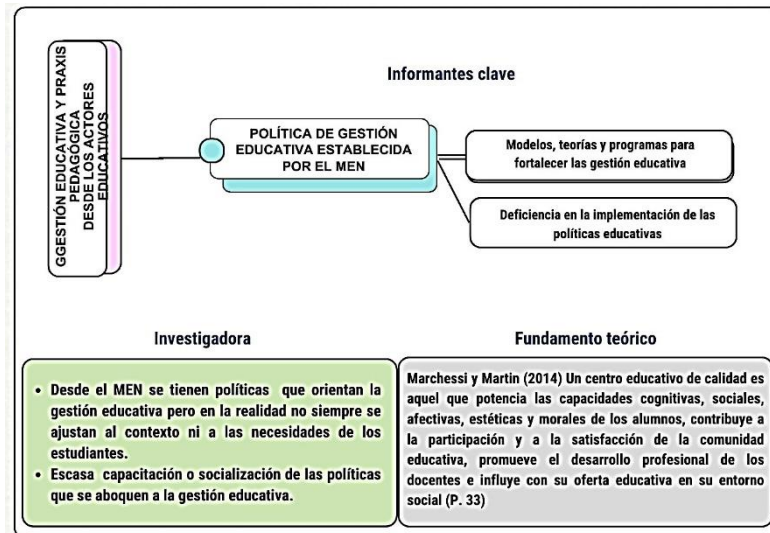 GGESTIÓN EDUCATIVA Y PRAXIS
PEDAGÓGICA
DESDE LOS ACTORES
EDUCATIVOS
Informantes clave
POLÍTICA DE GESTIÓN
EDUCATIVA ESTABLECIDA
POR EL MEN
Modelos, teorías y programas para
fortalecer las gestión educativa
Deficiencia en la implementación de las
políticas educativas
Investigadora
• Desde el MEN se tienen políticas que orientan la
gestión educativa pero en la realidad no siempre se
ajustan al contexto ni a las necesidades de los
estudiantes.
• Escasa capacitación o socialización de las políticas
que se aboquen a la gestión educativa.
Fundamento teórico
Marchessi y Martin (2014) Un centro educativo de calidad es
aquel que potencia las capacidades cognitivas, sociales,
afectivas, estéticas y morales de los alumnos, contribuye a
la participación y a la satisfacción de la comunidad
educativa, promueve el desarrollo profesional de los
docentes e influye con su oferta educativa en su entorno
social (P. 33)